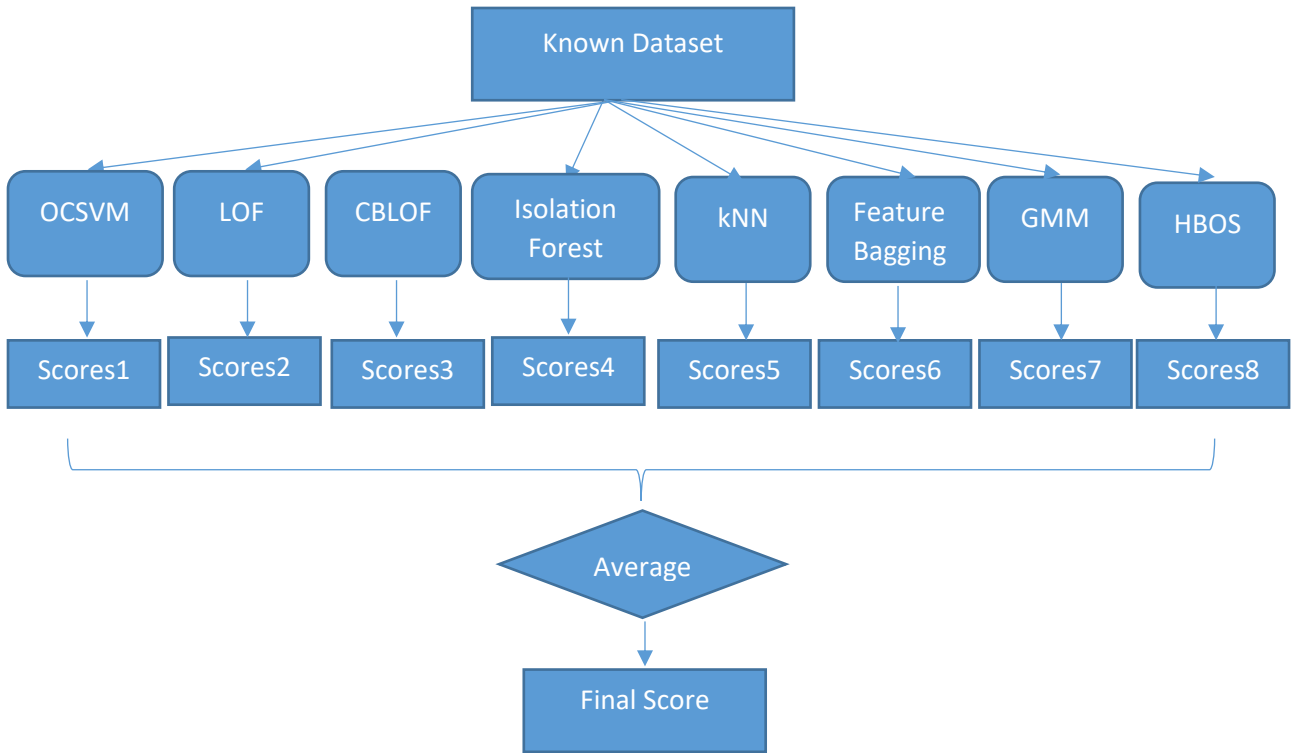 Known Dataset
OCSVM
LOF
CBLOF
Isolation
Forest
kNN
Feature
Bagging
GMM
HBOS
Scores1
Scores2
Scores3
Scores4
Scores5
Scores6
Scores7
Scores8
Average
Final Score